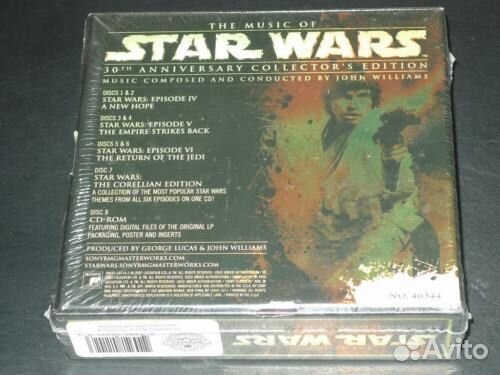 THE MUSIC OF
STAR WARS
30TH ANNIVERSARY COLLECTOR'S EDITION
MUSIC COMPOSED AND CONDUCTED BY JOHN WILLIAMS
DISCS 1 & 2
STAR WARS: EPISODE IV
A NEW HOPE
DISCS 3 & 4
STAR WARS: EPISODE V
THE EMPIRE STRIKES BACK
DISCS 5 & 6
STAR WARS: EPISODE VI
THE RETURN OF THE JEDI
DISC 7
STAR WARS:
THE CORELLIAN EDITION
A COLLECTION OF THE MOST POPULAR STAR WARS
THEMES FROM ALL SIX EPISODES ON ONE CD!
DISC 8
CD-ROM
FEATURING DIGITAL FILES OF THE ORIGINAL LP
PACKAGING, POSTER AND INSERTS
PRODUCED BY GEORGE LUCAS & JOHN WILLIAMS
SONYBMGMASTERWORKS.COM
STARWARS.SONYBMGMASTERWORKS.COM
NO. 46544
STAR WARS
Avito